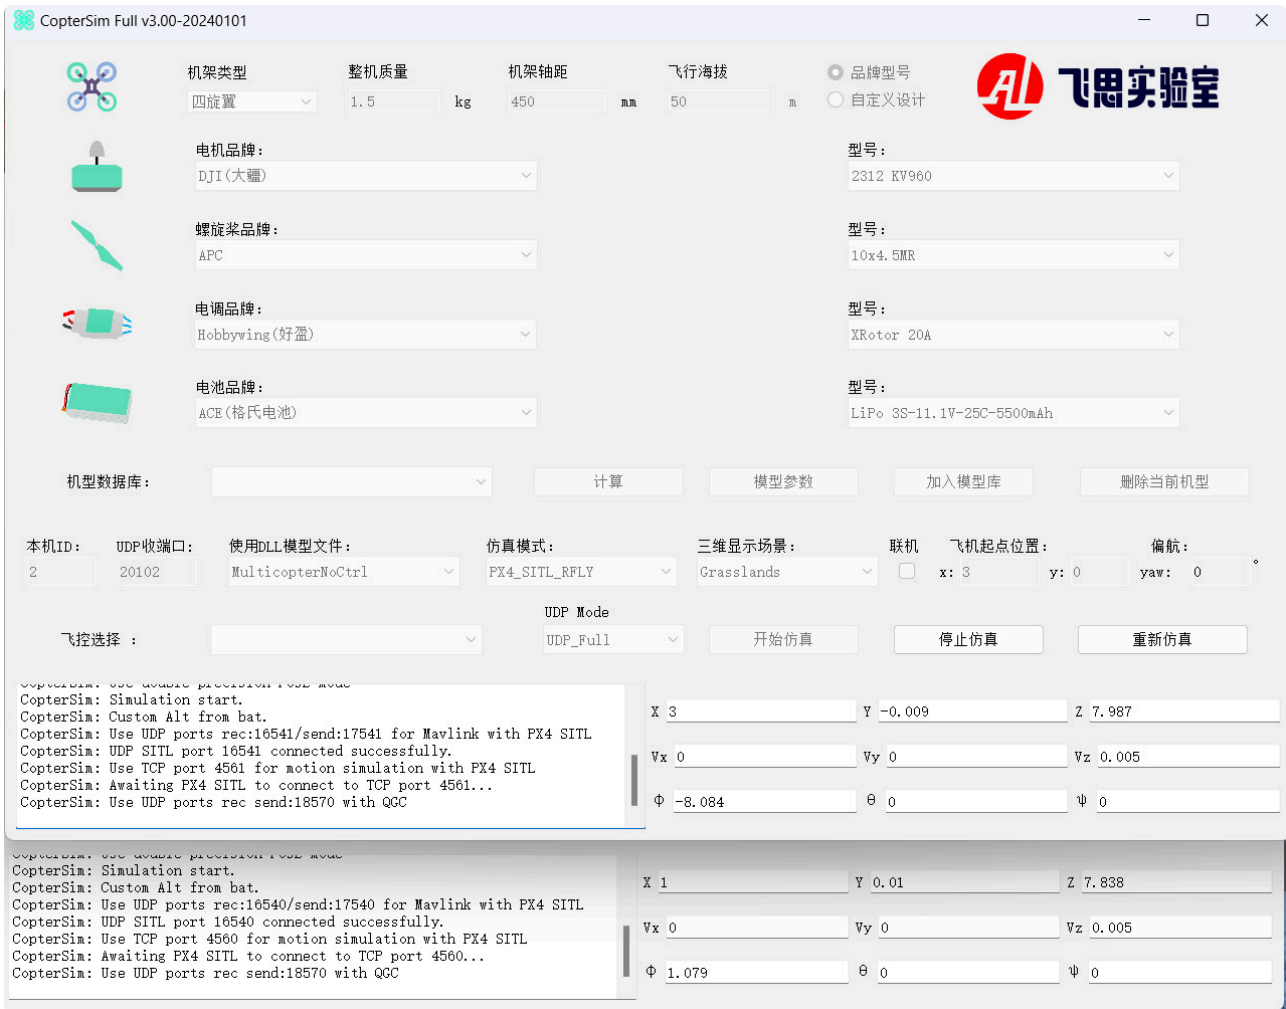 CopterSim Full v3.00-20240101
机架类型 整机质量 机架轴距 飞行海拔 品牌型号
四旋翼 1.5 kg 450 mm 50 m 自定义设计
飞思实验室
电机品牌: 型号:
DJI(大疆) 2312 KV960
螺旋桨品牌: 型号:
APC 10x4.5MR
电调品牌: 型号:
Hobbywing(好盈) XRotor 20A
电池品牌: 型号:
ACE(格氏电池) LiPo 3S-11.1V-25C-5500mAh
机型数据库: 计算 模型参数 加入模型库 删除当前机型
本机ID: UDP收端口: 使用DLL模型文件: 仿真模式: 三维显示场景: 联机 飞机起点位置: 偏航:
2 20102 MulticopterNoCtrl PX4_SITL_RFLY Grasslands x: 3 y: 0 yaw: 0 °
UDP Mode
飞控选择 : UDP_Full 开始仿真 停止仿真 重新仿真
CopterSim: Use double precision POSE mode
CopterSim: Simulation start.
CopterSim: Custom Alt from bat.
CopterSim: Use UDP ports rec:16541/send:17541 for Mavlink with PX4 SITL
CopterSim: UDP SITL port 16541 connected successfully.
CopterSim: Use TCP port 4561 for motion simulation with PX4 SITL
CopterSim: Awaiting PX4 SITL to connect to TCP port 4561...
CopterSim: Use UDP ports rec send:18570 with QGC
X 3 Y -0.009 Z 7.987
Vx 0 Vy 0 Vz 0.005
Φ -8.084 θ 0 ψ 0
CopterSim: Use double precision POSE mode
CopterSim: Simulation start.
CopterSim: Custom Alt from bat.
CopterSim: Use UDP ports rec:16540/send:17540 for Mavlink with PX4 SITL
CopterSim: UDP SITL port 16540 connected successfully.
CopterSim: Use TCP port 4560 for motion simulation with PX4 SITL
CopterSim: Awaiting PX4 SITL to connect to TCP port 4560...
CopterSim: Use UDP ports rec send:18570 with QGC
X 1 Y 0.01 Z 7.838
Vx 0 Vy 0 Vz 0.005
Φ 1.079 θ 0 ψ 0